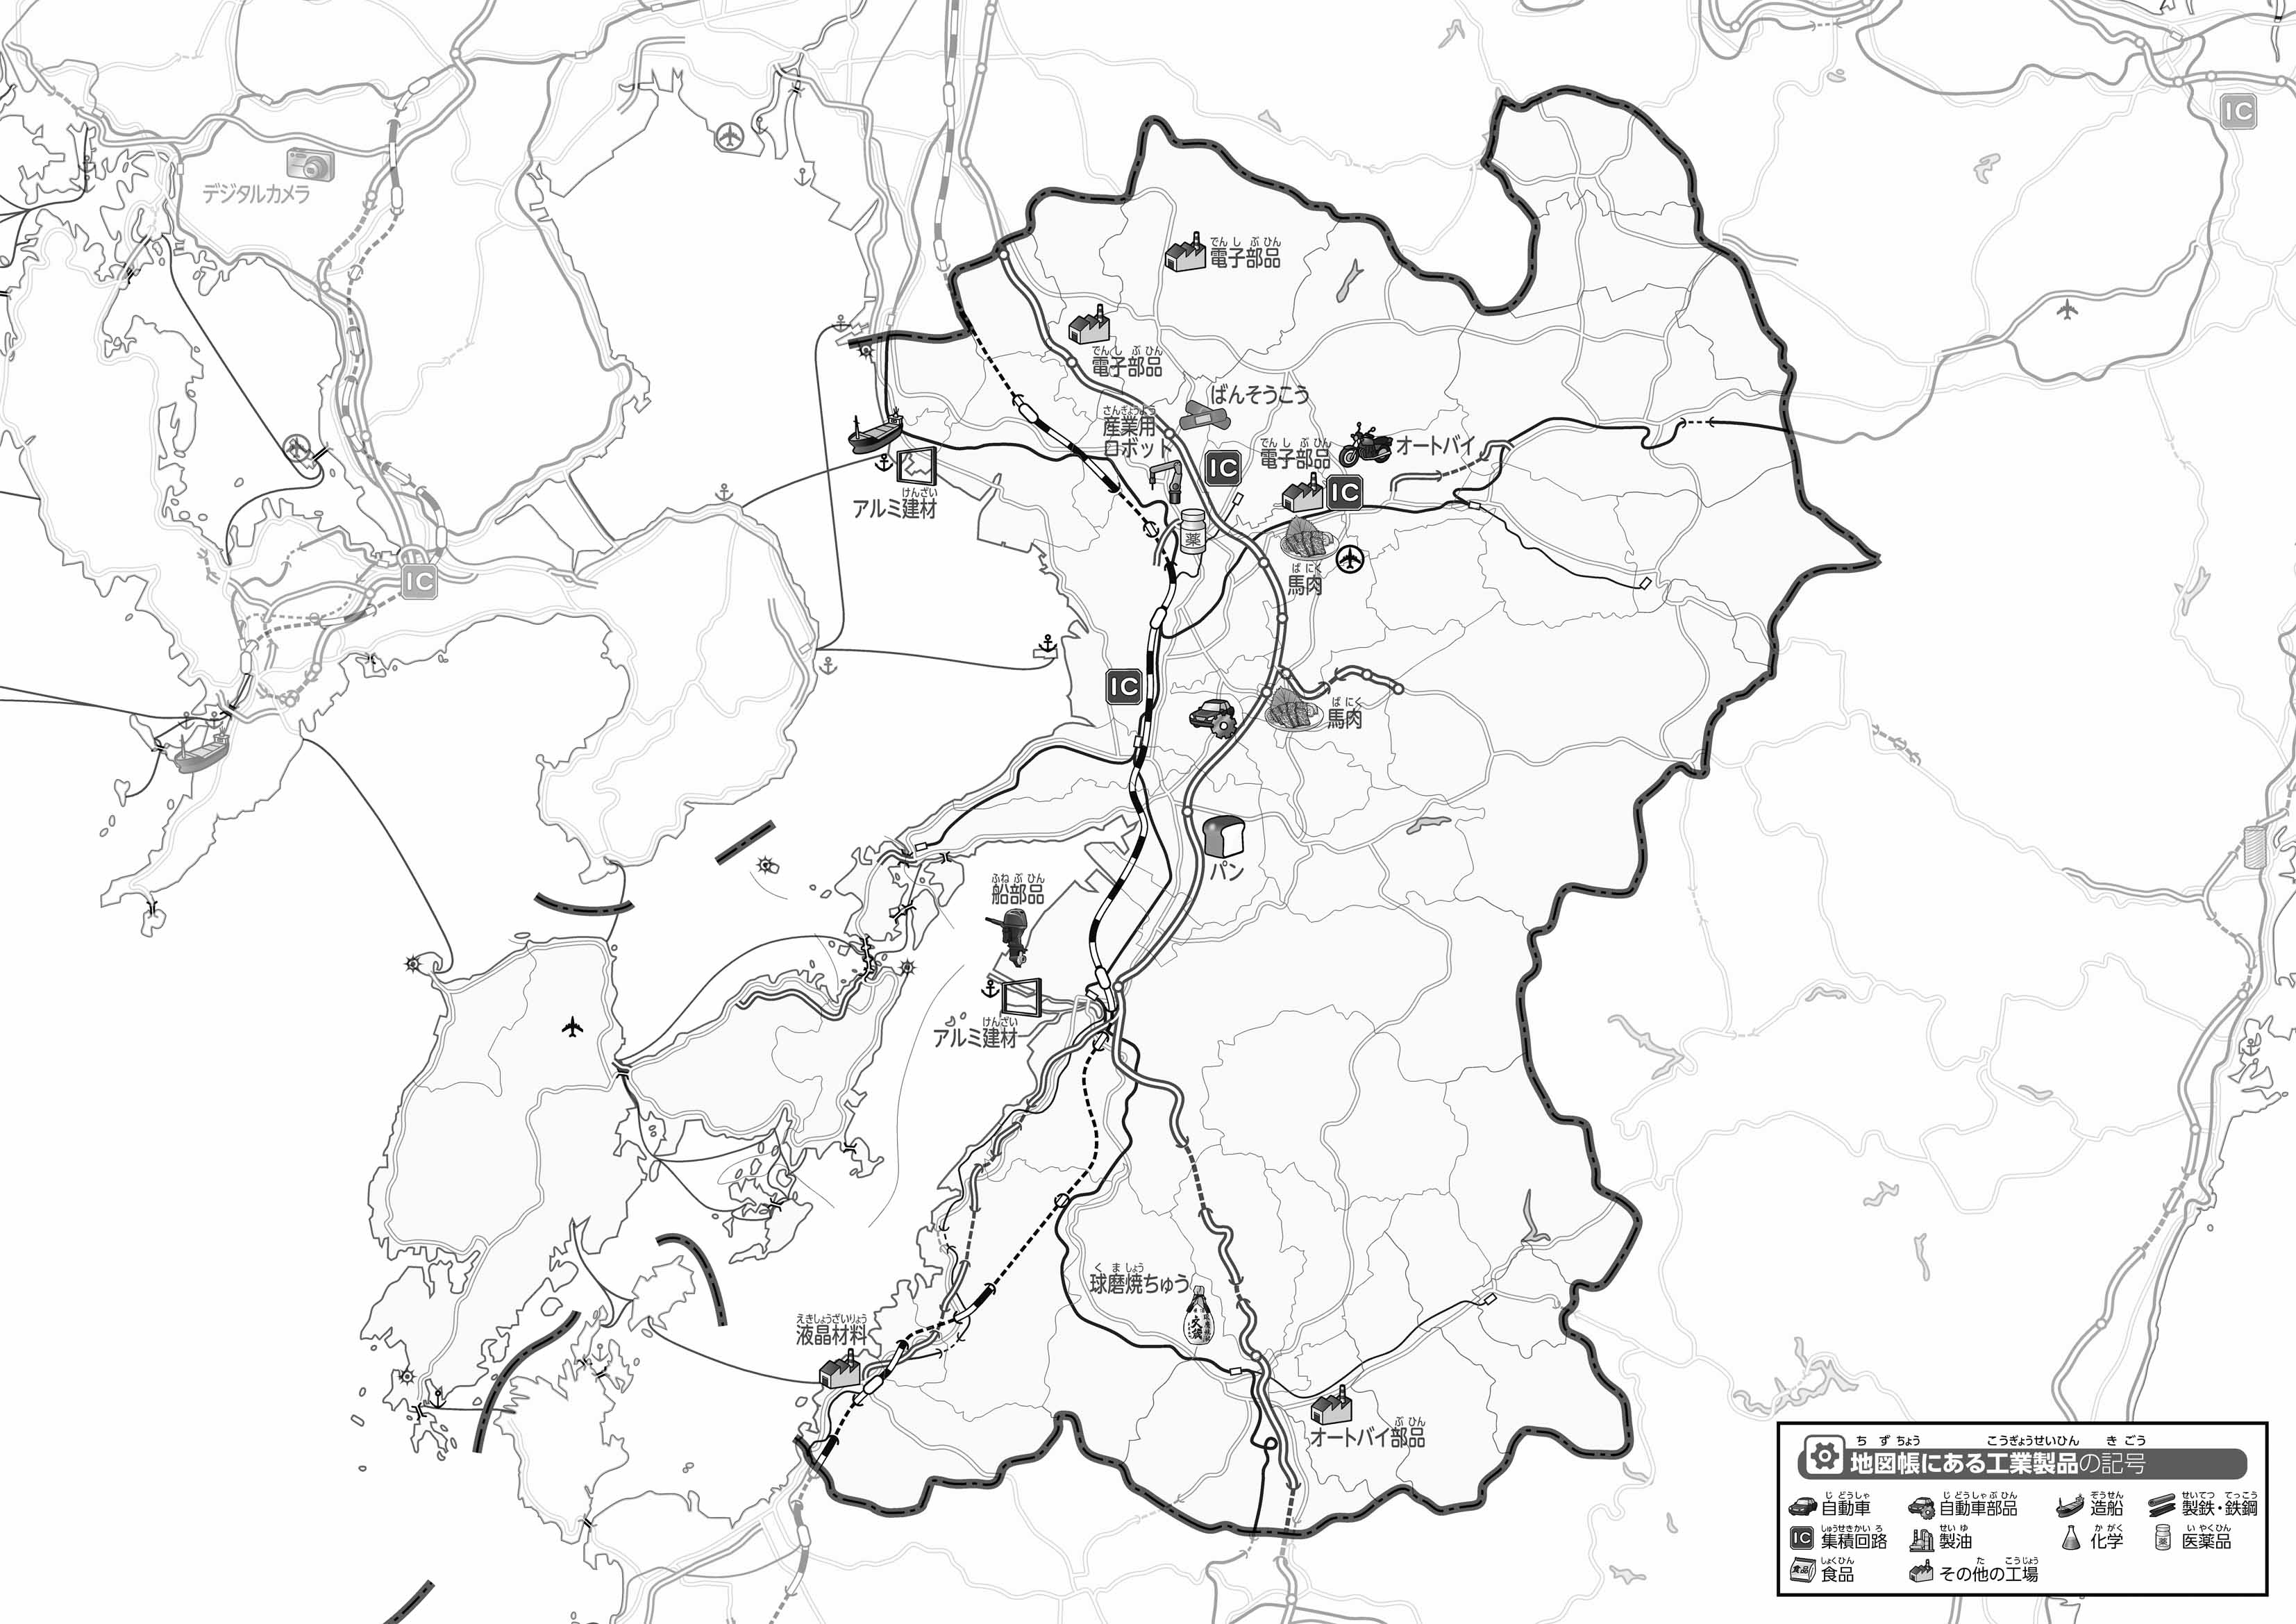 IC
デジタルカメラ
でんしぶひん
電子部品
でんしぶひん
電子部品
ばんそうこう
さんぎょうよう
産業用
ロボット
IC
でんしぶひん
電子部品
オートバイ
IC
けんざい
アルミ建材
薬
ばにく
馬肉
IC
IC
ばにく
馬肉
パン
ふねぶひん
船部品
けんざい
アルミ建材
くましょう
球磨焼ちゅう
えきしょうざいりょう
液晶材料
ぶひん
オートバイ部品
ちずちょう こうぎょうせいひん きごう
地図帳にある工業製品の記号
じどうしゃ じどうしゃぶひん ぞうせん せいてつ てっこう
自動車 自動車部品 造船 製鉄・鉄鋼
しゅうせきかいろ せいゆ かがく いやくひん
IC 集積回路 製油 化学 薬 医薬品
しょくひん た こうじょう
食品 食品 その他の工場